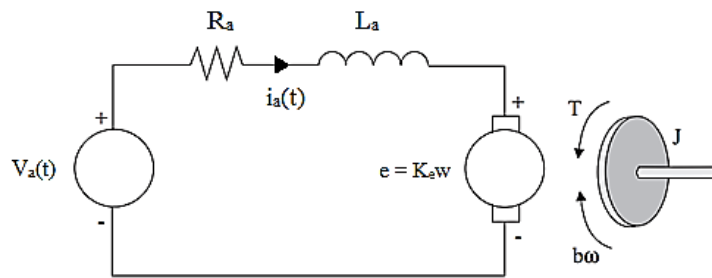 Rₐ
Lₐ
iₐ(t)
+
Vₐ(t)
-
+
e = Kₑw
-
T
J
bω